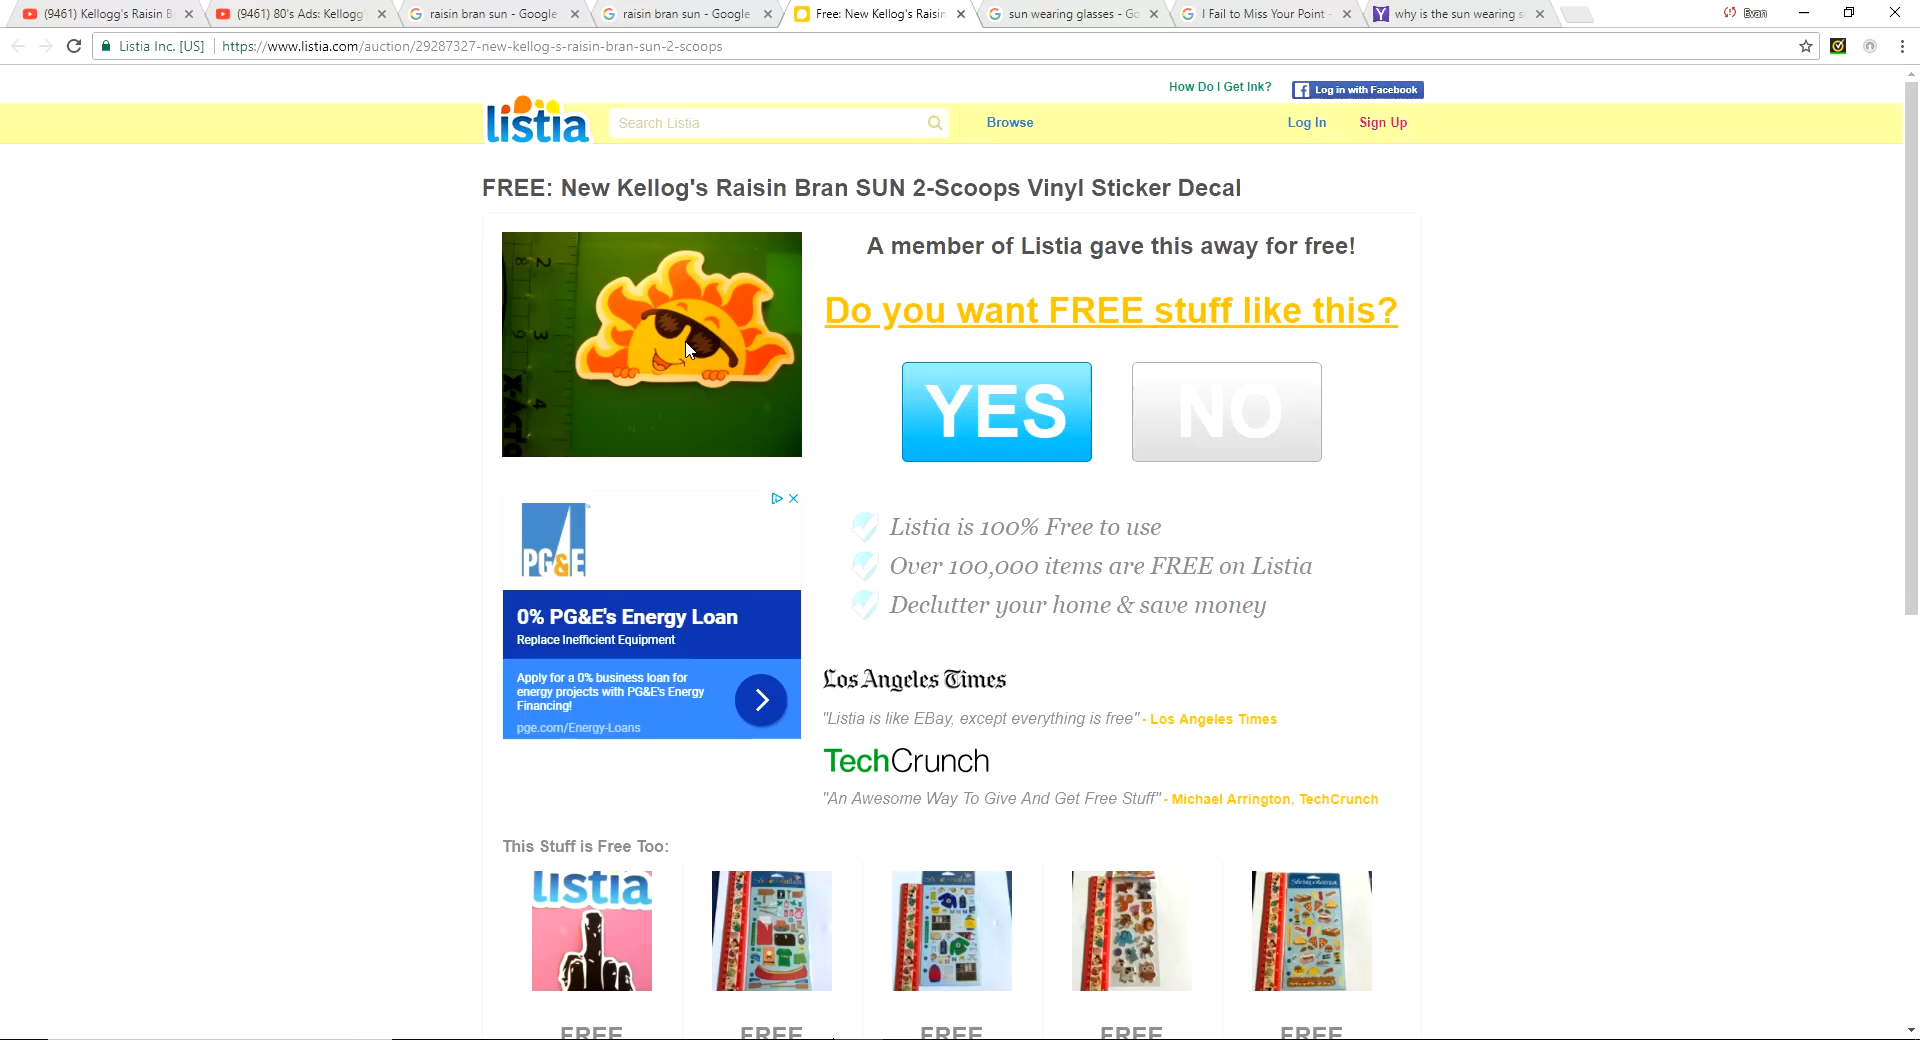 (9461) Kellogg's Raisin B
(9461) 80's Ads: Kellogg'
raisin bran sun - Google
raisin bran sun - Google
Free: New Kellog's Raisin
sun wearing glasses - Go
I Fail to Miss Your Point -
why is the sun wearing s
Evan
Listia Inc. [US]
https://www.listia.com/auction/29287327-new-kellog-s-raisin-bran-sun-2-scoops
How Do I Get Ink?
Log in with Facebook
listia
Search Listia
Browse
Log In
Sign Up
FREE: New Kellog's Raisin Bran SUN 2-Scoops Vinyl Sticker Decal
A member of Listia gave this away for free!
Do you want FREE stuff like this?
YES
NO
2
3
4
PG&E
0% PG&E's Energy Loan
Replace Inefficient Equipment
Apply for a 0% business loan for
energy projects with PG&E's Energy
Financing!
pge.com/Energy-Loans
Listia is 100% Free to use
Over 100,000 items are FREE on Listia
Declutter your home & save money
Los Angeles Times
"Listia is like EBay, except everything is free" - Los Angeles Times
TechCrunch
"An Awesome Way To Give And Get Free Stuff" - Michael Arrington, TechCrunch
This Stuff is Free Too:
listia
FREE
FREE
FREE
FREE
FREE